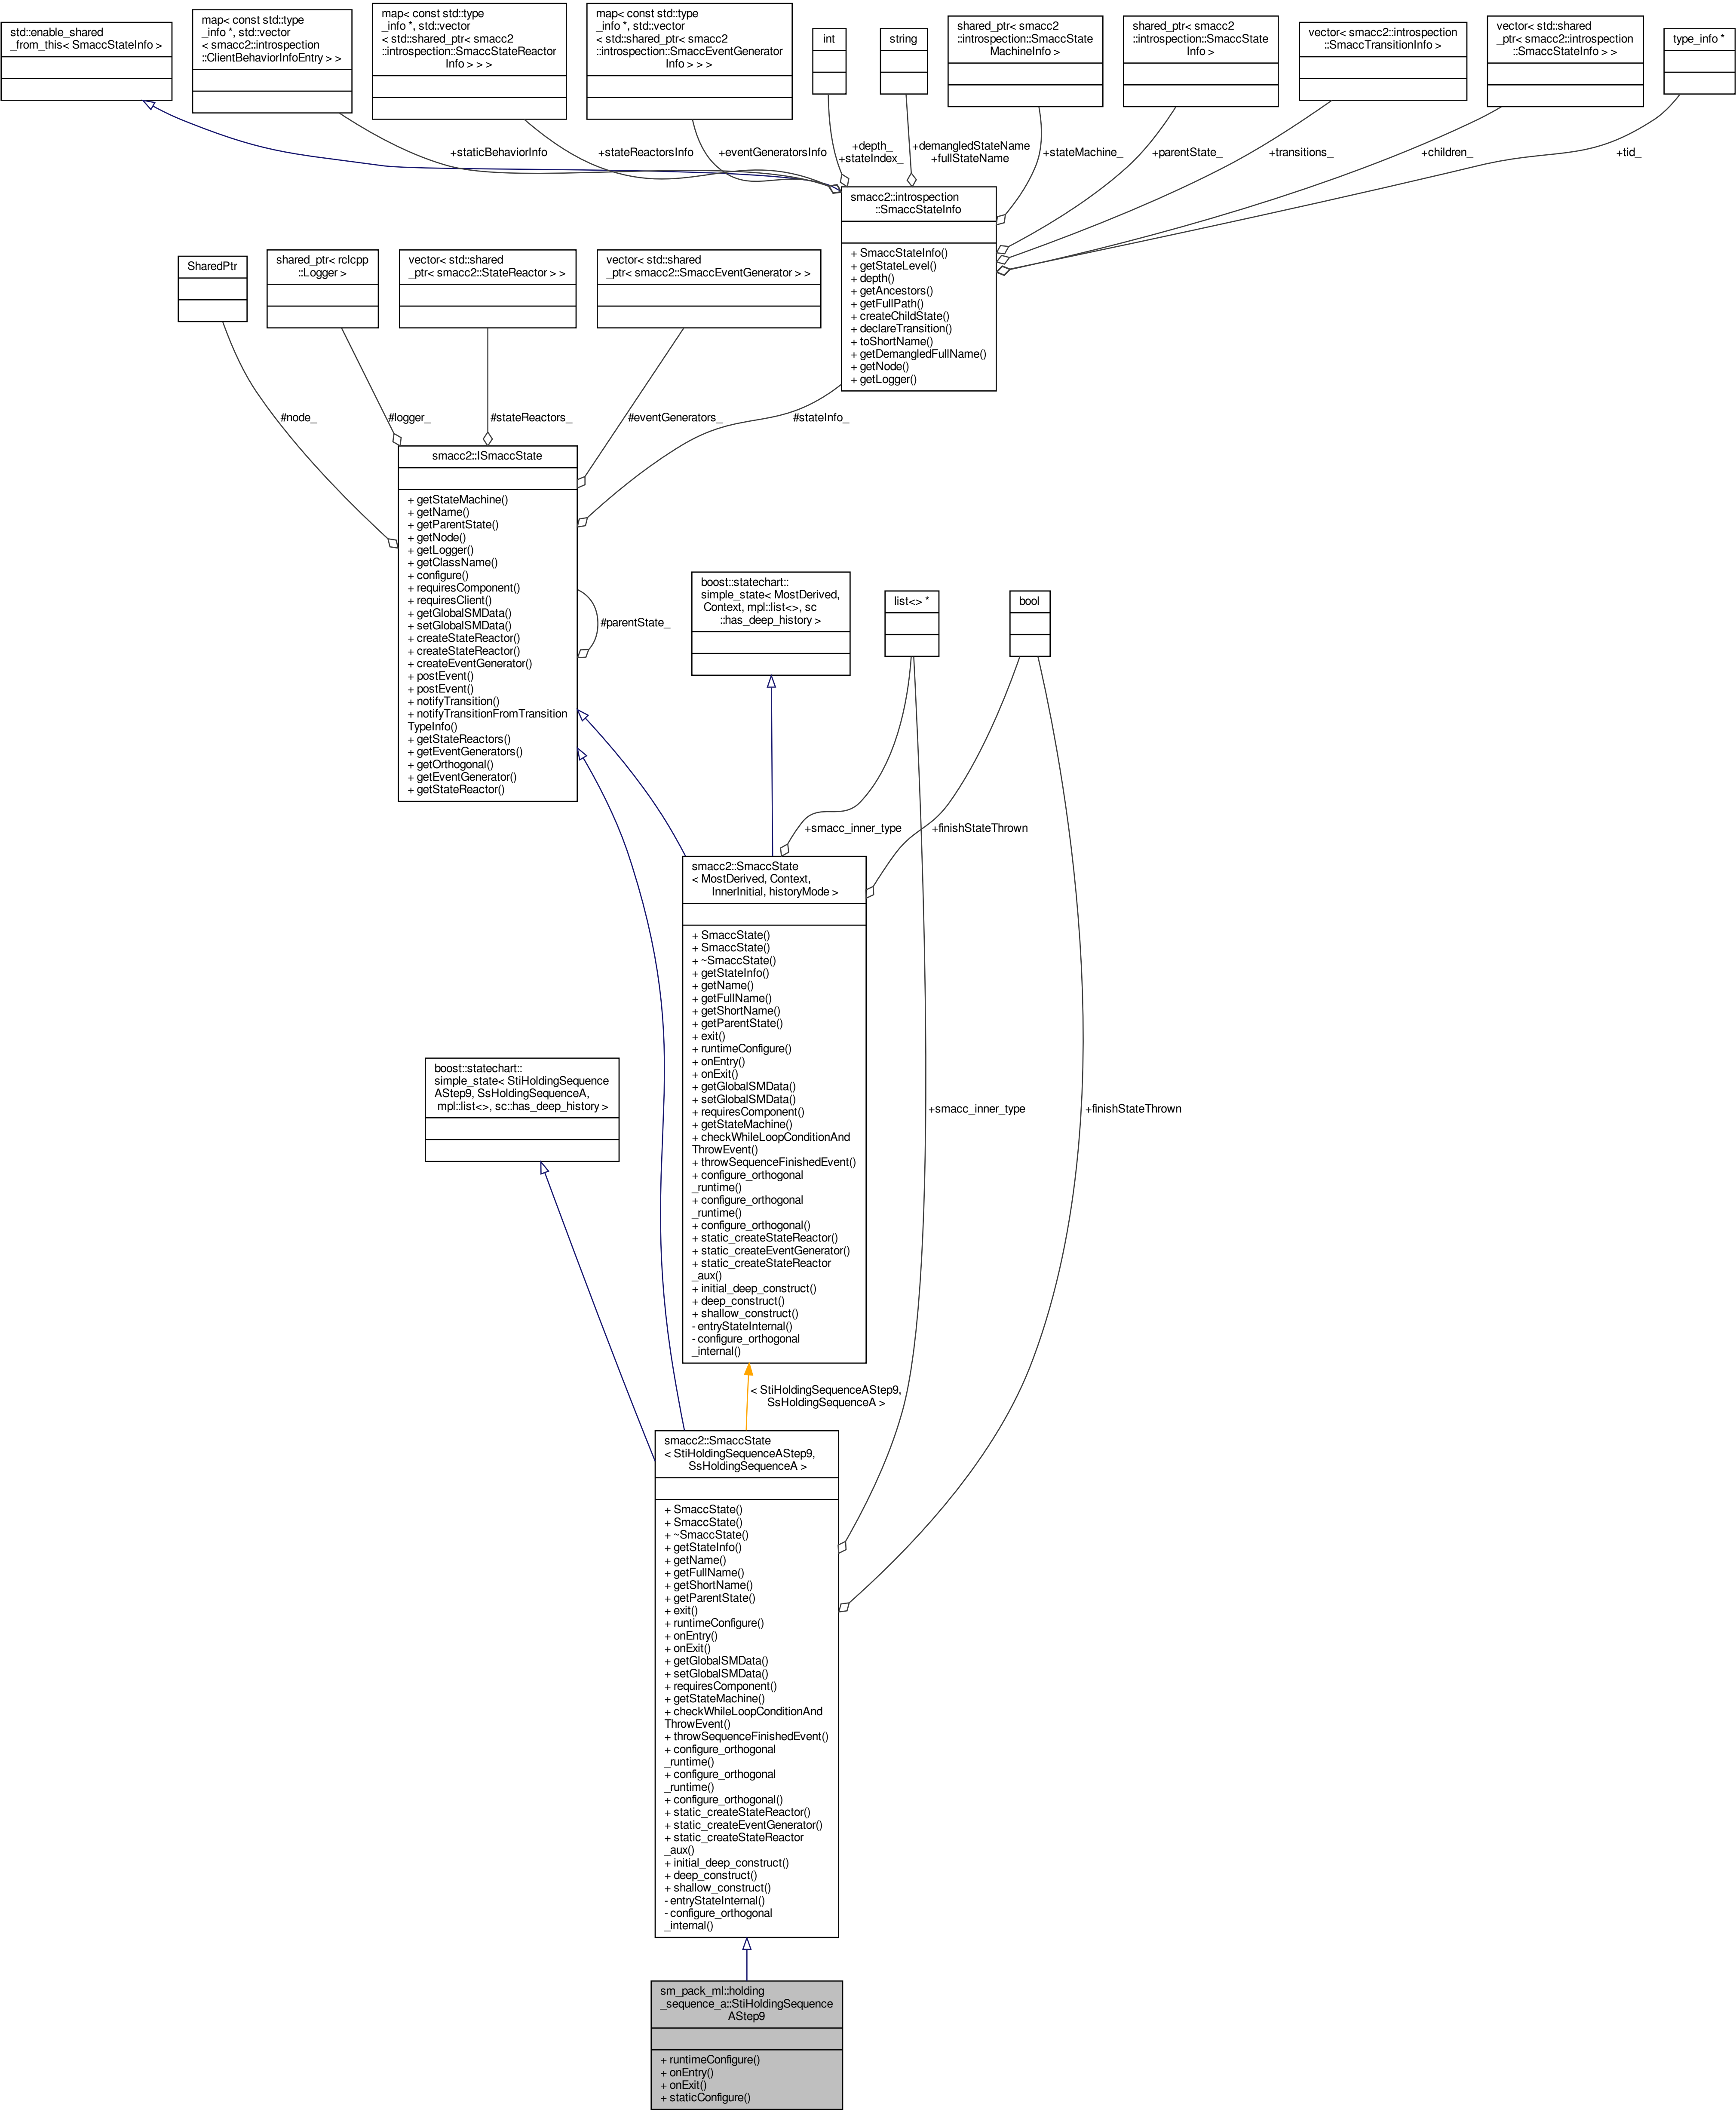 std::enable_shared
_from_this< SmaccStateInfo >
map< const std::type
_info *, std::vector
< smacc2::introspection
::ClientBehaviorInfoEntry > >
map< const std::type
_info *, std::vector
< std::shared_ptr< smacc2
::introspection::SmaccStateReactor
Info > > >
map< const std::type
_info *, std::vector
< std::shared_ptr< smacc2
::introspection::SmaccEventGenerator
Info > > >
int
string
shared_ptr< smacc2
::introspection::SmaccState
MachineInfo >
shared_ptr< smacc2
::introspection::SmaccState
Info >
vector< smacc2::introspection
::SmaccTransitionInfo >
vector< std::shared
_ptr< smacc2::introspection
::SmaccStateInfo > >
type_info *
+staticBehaviorInfo
+stateReactorsInfo
+eventGeneratorsInfo
+depth_
+stateIndex_
+demangledStateName
+fullStateName
+stateMachine_
+parentState_
+transitions_
+children_
+tid_
smacc2::introspection
::SmaccStateInfo
+ SmaccStateInfo()
+ getStateLevel()
+ depth()
+ getAncestors()
+ getFullPath()
+ createChildState()
+ declareTransition()
+ toShortName()
+ getDemangledFullName()
+ getNode()
+ getLogger()
SharedPtr
shared_ptr< rclcpp
::Logger >
vector< std::shared
_ptr< smacc2::StateReactor > >
vector< std::shared
_ptr< smacc2::SmaccEventGenerator > >
#node_
#logger_
#stateReactors_
#eventGenerators_
#stateInfo_
smacc2::ISmaccState
+ getStateMachine()
+ getName()
+ getParentState()
+ getNode()
+ getLogger()
+ getClassName()
+ configure()
+ requiresComponent()
+ requiresClient()
+ getGlobalSMData()
+ setGlobalSMData()
+ createStateReactor()
+ createStateReactor()
+ createEventGenerator()
+ postEvent()
+ postEvent()
+ notifyTransition()
+ notifyTransitionFromTransition
TypeInfo()
+ getStateReactors()
+ getEventGenerators()
+ getOrthogonal()
+ getEventGenerator()
+ getStateReactor()
#parentState_
boost::statechart::
simple_state< MostDerived,
Context, mpl::list<>, sc
::has_deep_history >
list<> *
bool
+smacc_inner_type
+finishStateThrown
smacc2::SmaccState
< MostDerived, Context,
InnerInitial, historyMode >
+ SmaccState()
+ SmaccState()
+ ~SmaccState()
+ getStateInfo()
+ getName()
+ getFullName()
+ getShortName()
+ getParentState()
+ exit()
+ runtimeConfigure()
+ onEntry()
+ onExit()
+ getGlobalSMData()
+ setGlobalSMData()
+ requiresComponent()
+ getStateMachine()
+ checkWhileLoopConditionAnd
ThrowEvent()
+ throwSequenceFinishedEvent()
+ configure_orthogonal
_runtime()
+ configure_orthogonal
_runtime()
+ configure_orthogonal()
+ static_createStateReactor()
+ static_createEventGenerator()
+ static_createStateReactor
_aux()
+ initial_deep_construct()
+ deep_construct()
+ shallow_construct()
- entryStateInternal()
- configure_orthogonal
_internal()
boost::statechart::
simple_state< StiHoldingSequence
AStep9, SsHoldingSequenceA,
mpl::list<>, sc::has_deep_history >
+smacc_inner_type
+finishStateThrown
< StiHoldingSequenceAStep9,
SsHoldingSequenceA >
smacc2::SmaccState
< StiHoldingSequenceAStep9,
SsHoldingSequenceA >
+ SmaccState()
+ SmaccState()
+ ~SmaccState()
+ getStateInfo()
+ getName()
+ getFullName()
+ getShortName()
+ getParentState()
+ exit()
+ runtimeConfigure()
+ onEntry()
+ onExit()
+ getGlobalSMData()
+ setGlobalSMData()
+ requiresComponent()
+ getStateMachine()
+ checkWhileLoopConditionAnd
ThrowEvent()
+ throwSequenceFinishedEvent()
+ configure_orthogonal
_runtime()
+ configure_orthogonal
_runtime()
+ configure_orthogonal()
+ static_createStateReactor()
+ static_createEventGenerator()
+ static_createStateReactor
_aux()
+ initial_deep_construct()
+ deep_construct()
+ shallow_construct()
- entryStateInternal()
- configure_orthogonal
_internal()
sm_pack_ml::holding
_sequence_a::StiHoldingSequence
AStep9
+ runtimeConfigure()
+ onEntry()
+ onExit()
+ staticConfigure()